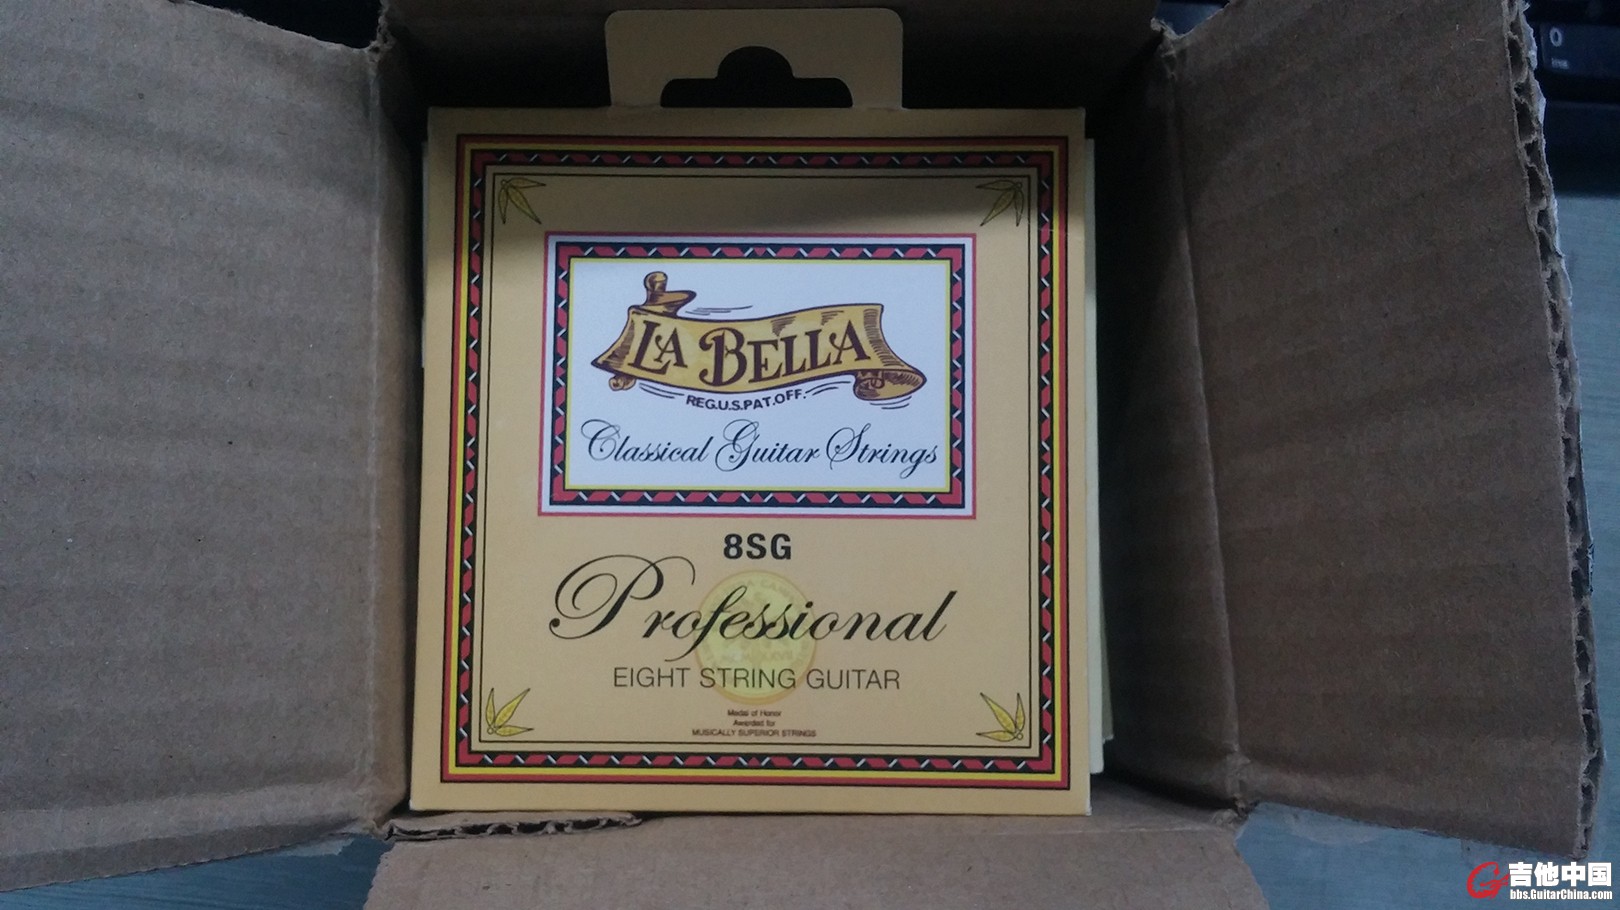 LA BELLA
REG.U.S.PAT.OFF.
Classical Guitar Strings
8SG
Professional
EIGHT STRING GUITAR
Medal of Honor
Awarded for
MUSICALLY SUPERIOR STRINGS
吉他中国
bbs.GuitarChina.com